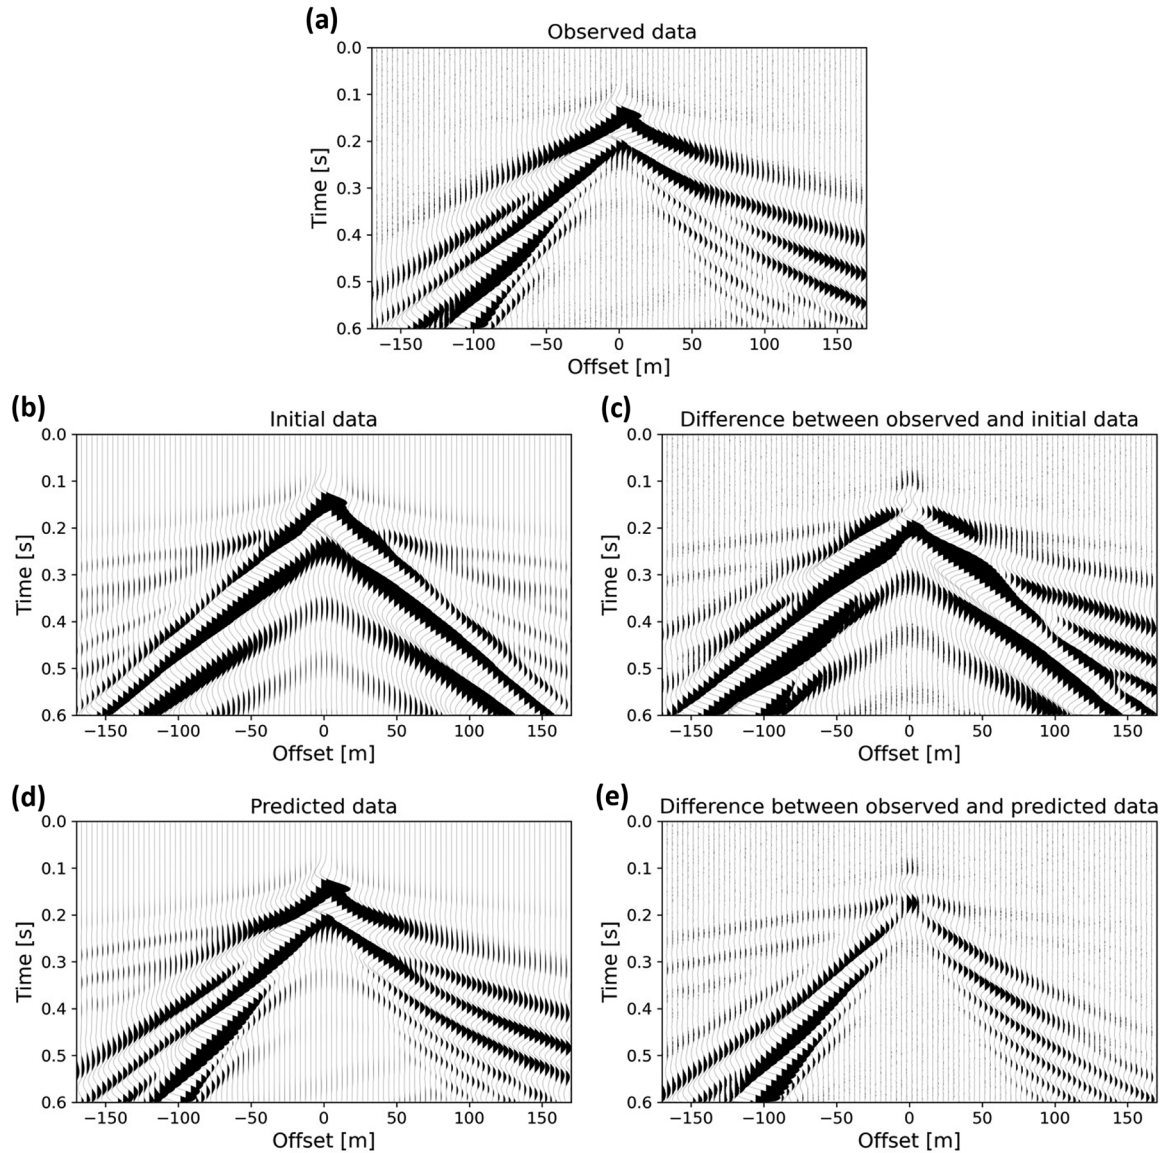 (a)
Observed data
Time [s]
0.0
0.1
0.2
0.3
0.4
0.5
0.6
−150 −100 −50 0 50 100 150
Offset [m]
(b)
Initial data
Time [s]
0.0
0.1
0.2
0.3
0.4
0.5
0.6
−150 −100 −50 0 50 100 150
Offset [m]
(c)
Difference between observed and initial data
Time [s]
0.0
0.1
0.2
0.3
0.4
0.5
0.6
−150 −100 −50 0 50 100 150
Offset [m]
(d)
Predicted data
Time [s]
0.0
0.1
0.2
0.3
0.4
0.5
0.6
−150 −100 −50 0 50 100 150
Offset [m]
(e)
Difference between observed and predicted data
Time [s]
0.0
0.1
0.2
0.3
0.4
0.5
0.6
−150 −100 −50 0 50 100 150
Offset [m]